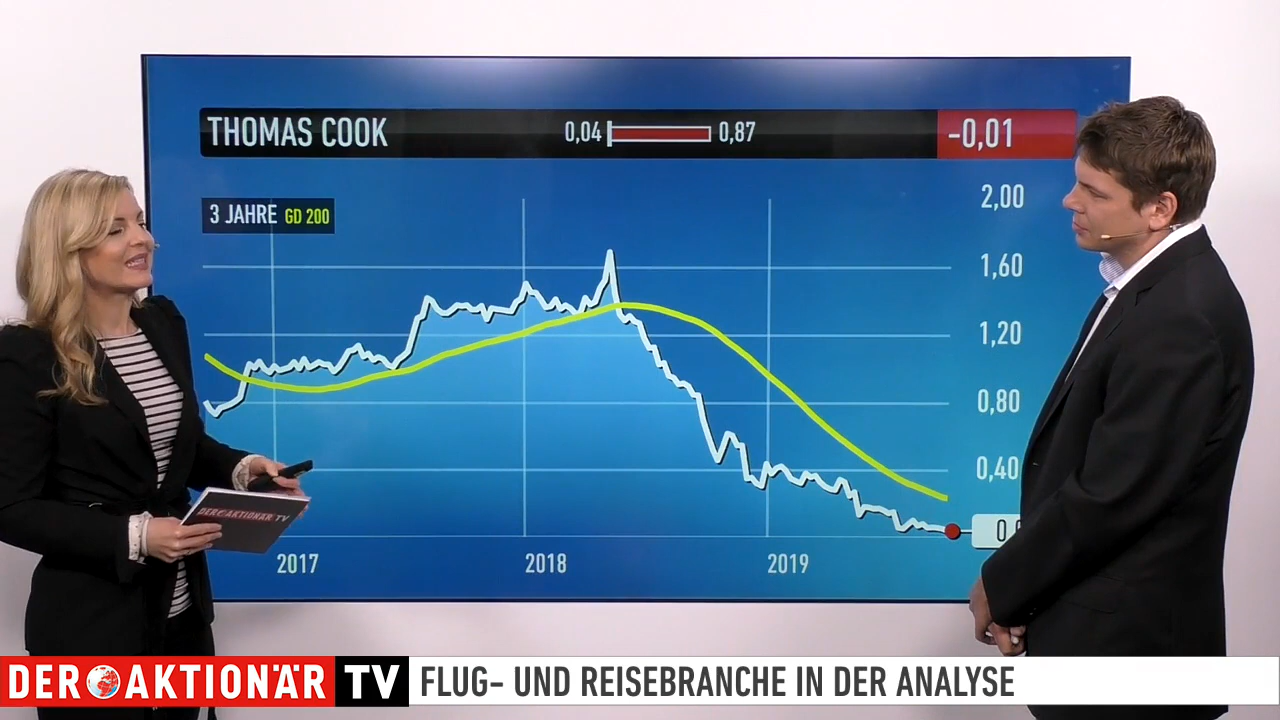 THOMAS COOK 0,04 0,87 -0,01
3 JAHRE GD 200
2,00
1,60
1,20
0,80
0,40
2017 2018 2019
DER AKTIONÄR TV
DER AKTIONÄR TV FLUG- UND REISEBRANCHE IN DER ANALYSE